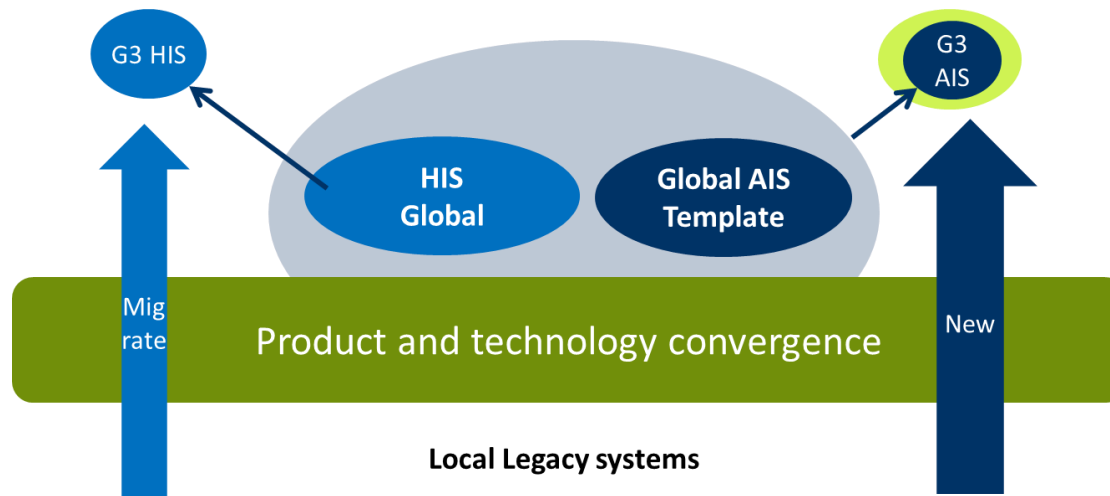 G3 HIS
G3
AIS
HIS
Global
Global AIS
Template
Mig
rate
Product and technology convergence
New
Local Legacy systems